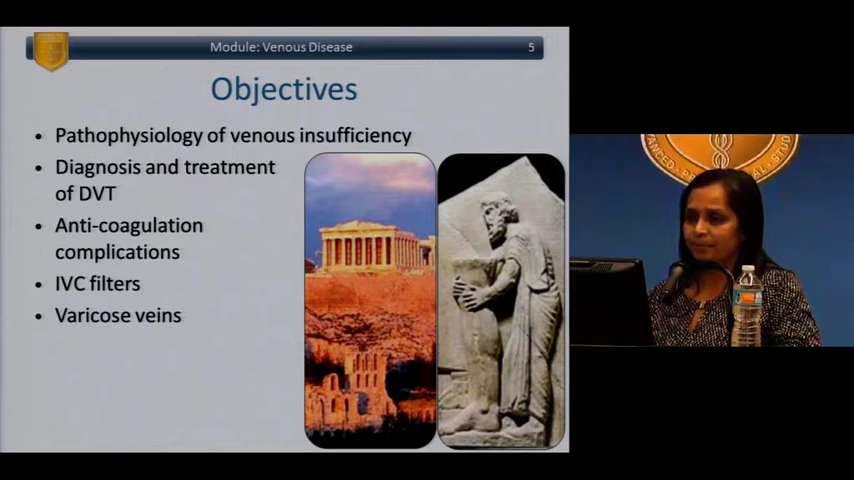 Module: Venous Disease 5
Objectives
• Pathophysiology of venous insufficiency
• Diagnosis and treatment
of DVT
• Anti-coagulation
complications
• IVC filters
• Varicose veins